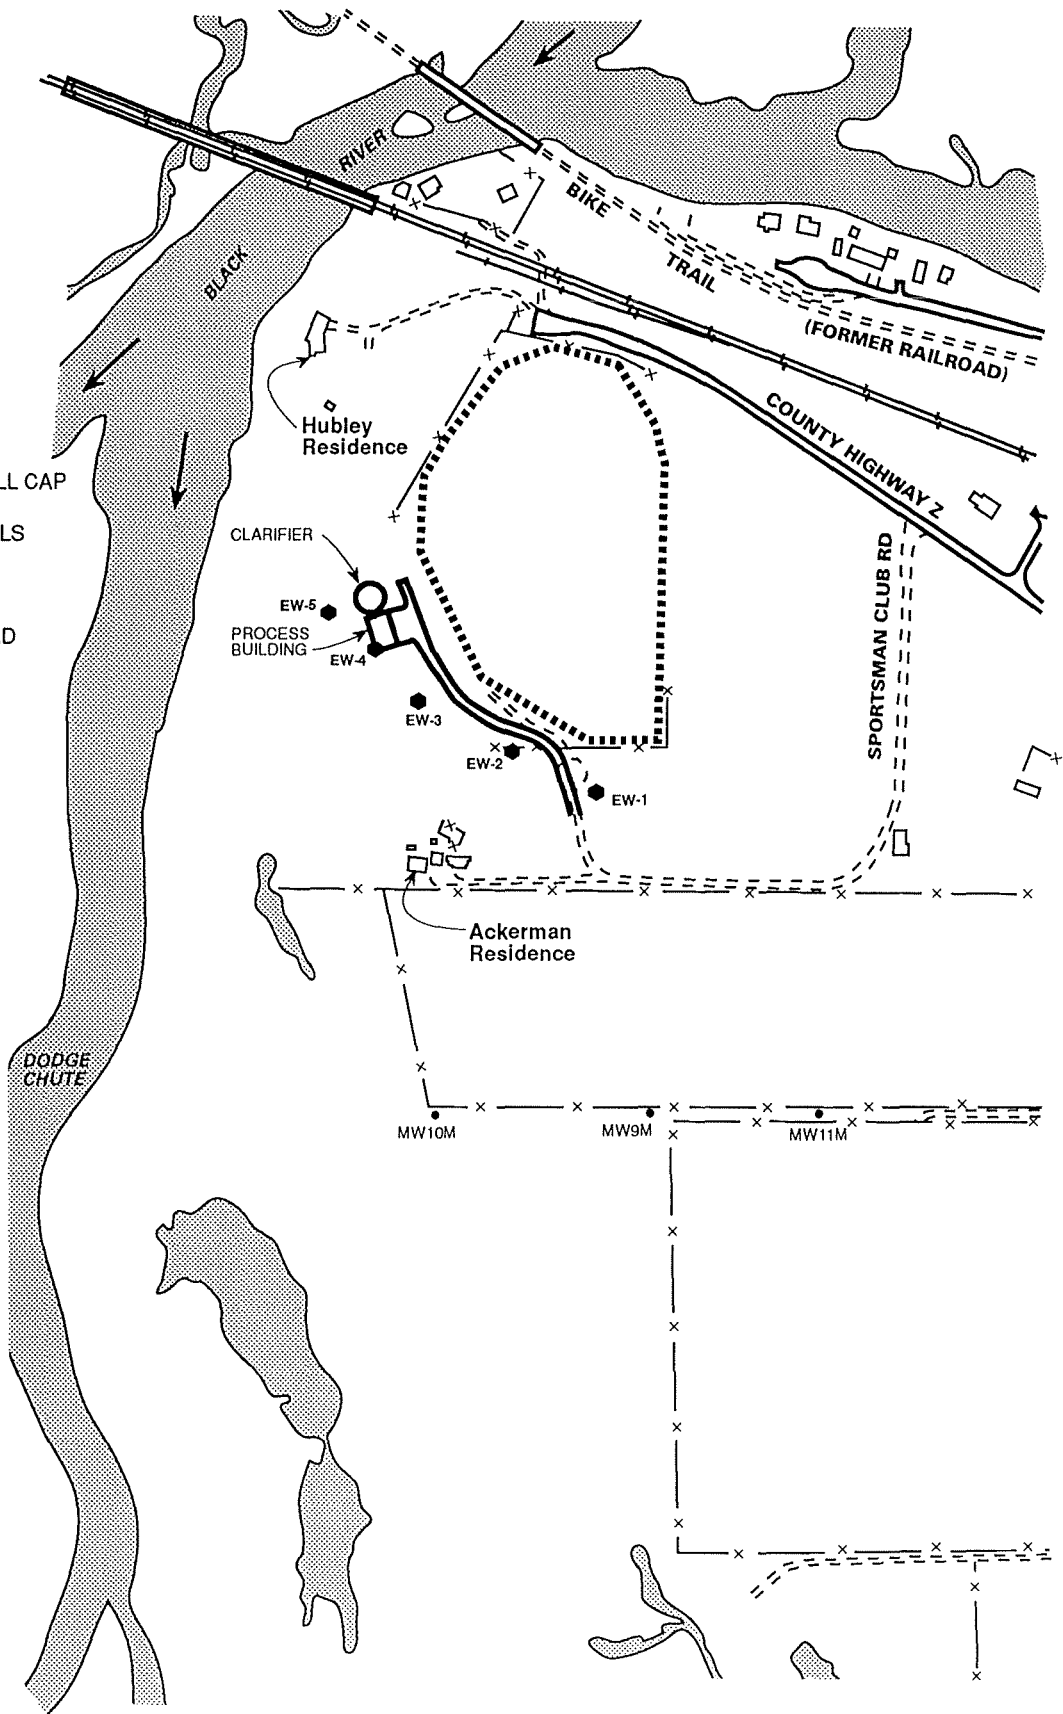 RIVER
BIKE
TRAIL
(FORMER RAILROAD)
BLACK
COUNTY HIGHWAY Z
Hubley
Residence
LL CAP
LS
CLARIFIER
SPORTSMAN CLUB RD
EW-5
D
PROCESS
BUILDING
EW-4
EW-3
EW-2
EW-1
Ackerman
Residence
DODGE
CHUTE
MW10M
MW9M
MW11M